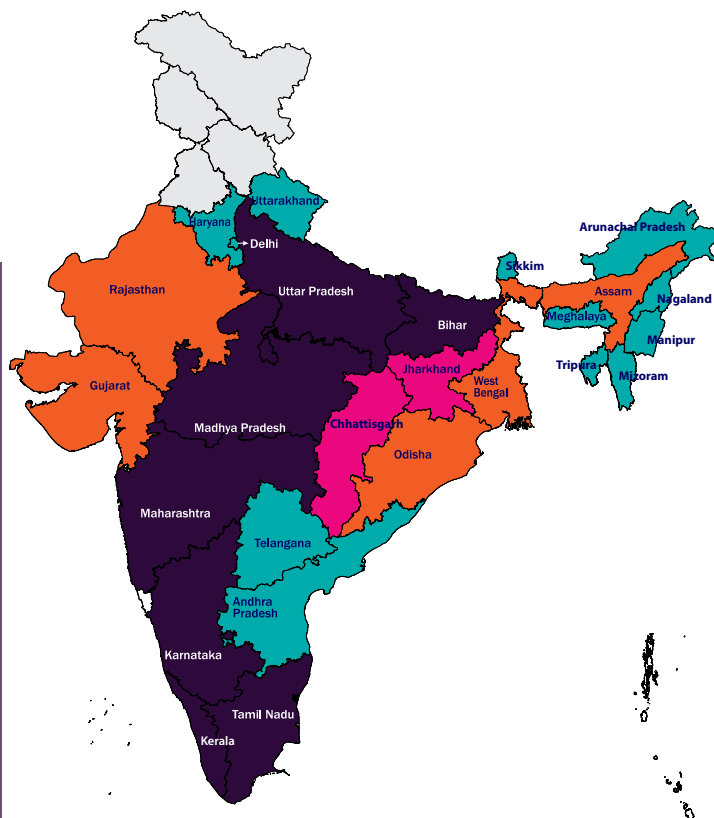 Uttarakhand
Haryana
Delhi
Arunachal Pradesh
Sikkim
Rajasthan
Uttar Pradesh
Assam
Nagaland
Meghalaya
Bihar
Manipur
Jharkhand
Tripura
Mizoram
Gujarat
West
Bengal
Chhattisgarh
Madhya Pradesh
Odisha
Maharashtra
Telangana
Andhra
Pradesh
Karnataka
Tamil Nadu
Kerala